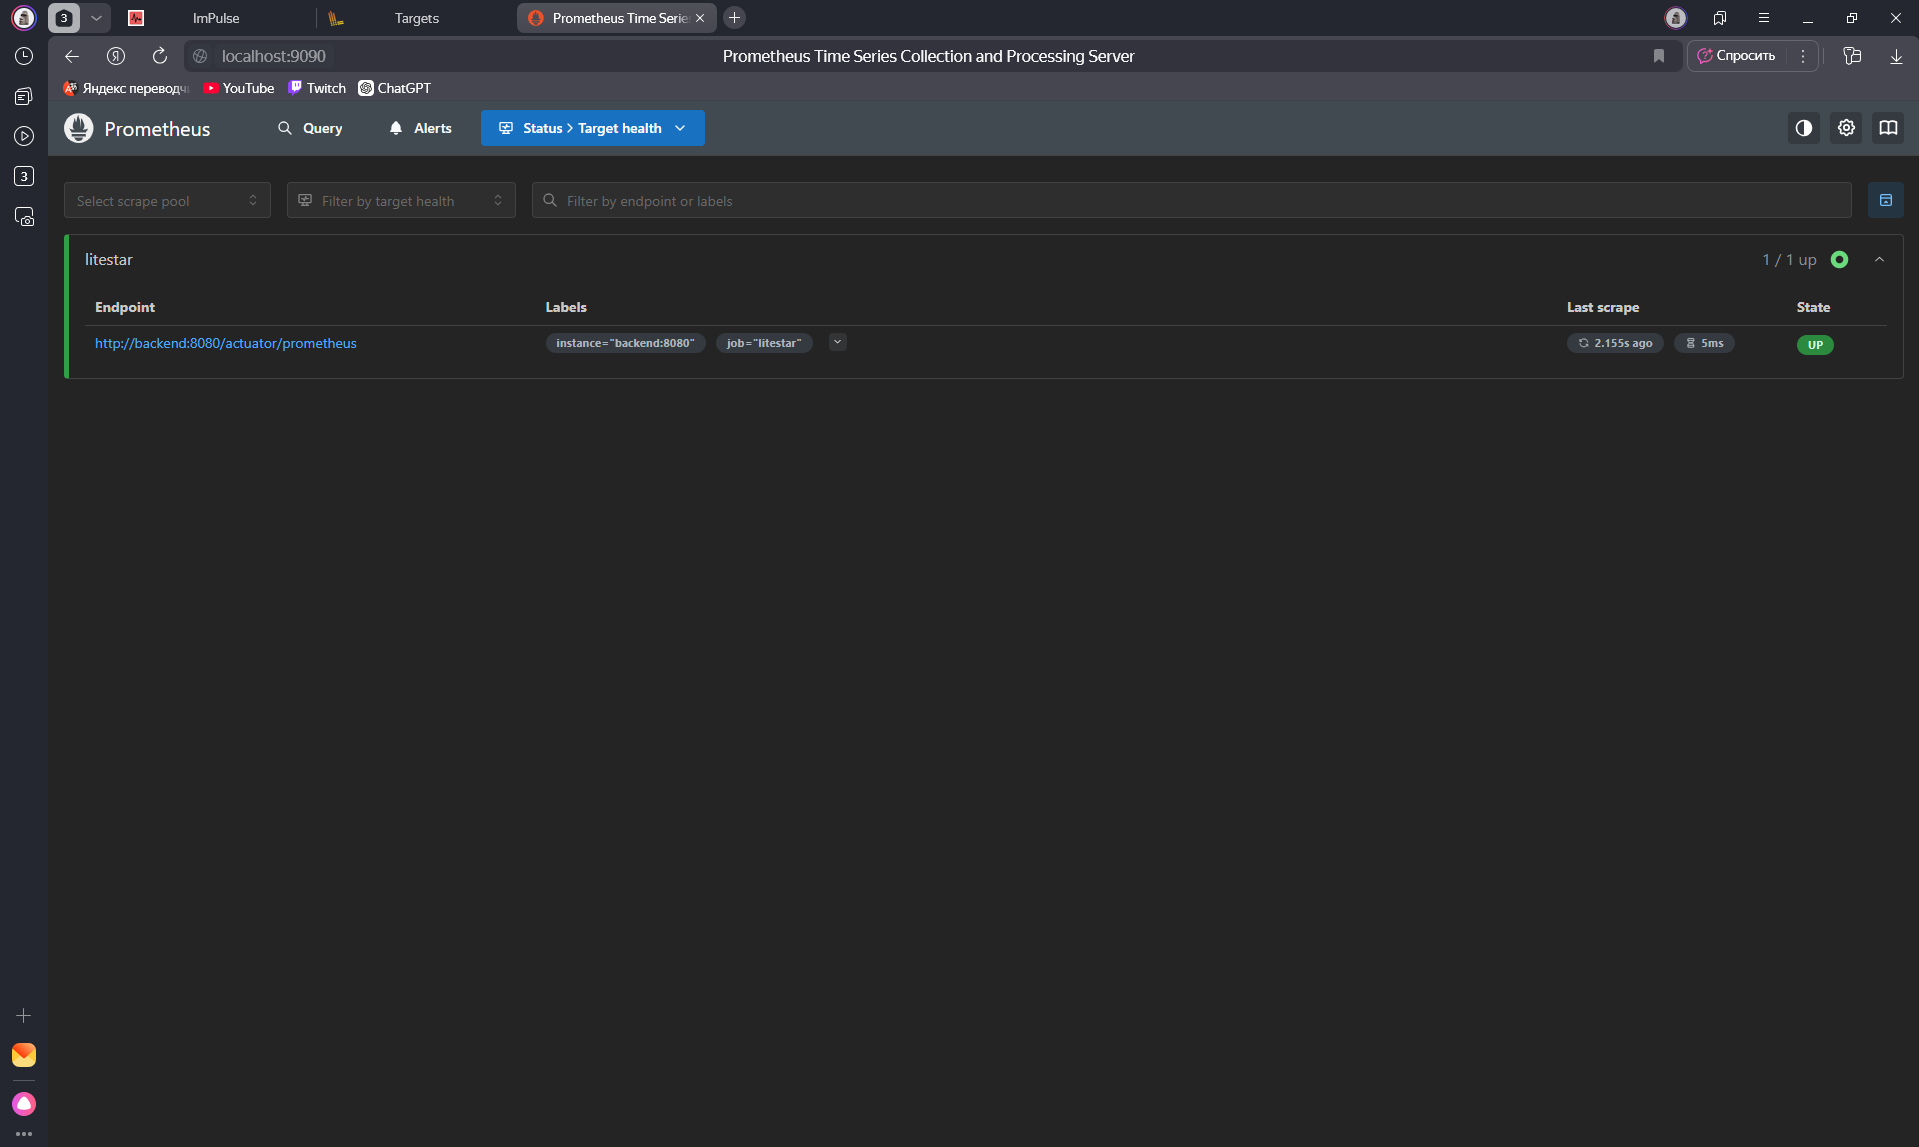 3
ImPulse
Targets
Prometheus Time Serie
localhost:9090
Prometheus Time Series Collection and Processing Server
Спросить
Яндекс переводч
YouTube
Twitch
ChatGPT
Prometheus
Query
Alerts
Status > Target health
3
Select scrape pool
Filter by target health
Filter by endpoint or labels
litestar
1 / 1 up
Endpoint
Labels
Last scrape
State
http://backend:8080/actuator/prometheus
instance="backend:8080"
job="litestar"
2.155s ago
5ms
UP